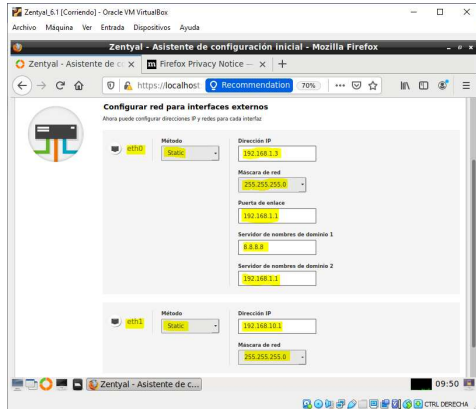 Zentyal_6.1 [Corriendo] - Oracle VM VirtualBox
Archivo Máquina Ver Entrada Dispositivos Ayuda
Zentyal - Asistente de configuración inicial - Mozilla Firefox
Zentyal - Asistente de co
Firefox Privacy Notice —
https://localhost
Recommendation
70%
Configurar red para interfaces externos
Ahora puede configurar direcciones IP y redes para cada interfaz
eth0
Método
Static
Dirección IP
192.168.1.3
Máscara de red
255.255.255.0
Puerta de enlace
192.168.1.1
Servidor de nombres de dominio 1
8.8.8.8
Servidor de nombres de dominio 2
192.168.1.1
eth1
Método
Static
Dirección IP
192.168.10.1
Máscara de red
255.255.255.0
Zentyal - Asistente de c...
09:50
CTRL DERECHA